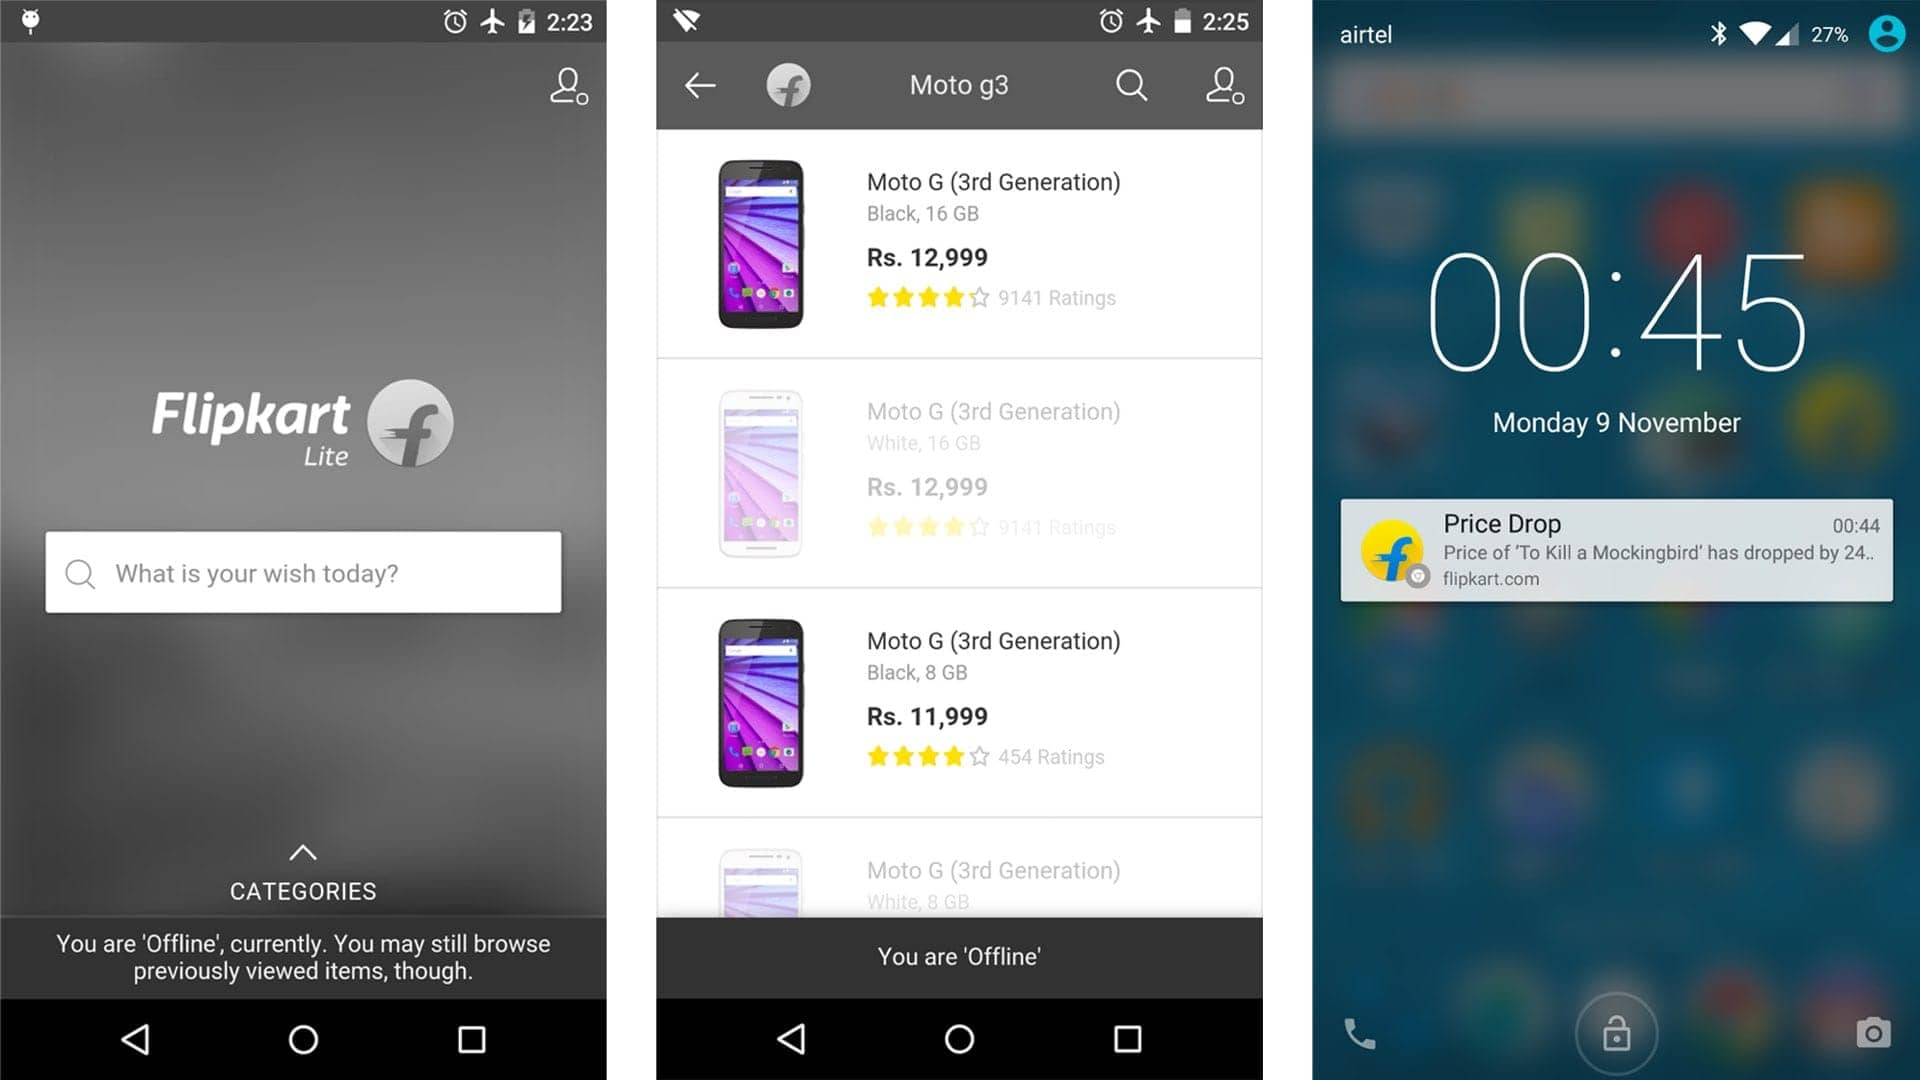 2:23
Flipkart
Lite
What is your wish today?
CATEGORIES
You are 'Offline', currently. You may still browse
previously viewed items, though.
2:25
Moto g3
Moto G (3rd Generation)
Black, 16 GB
Rs. 12,999
9141 Ratings
Moto G (3rd Generation)
White, 16 GB
Rs. 12,999
9141 Ratings
Moto G (3rd Generation)
Black, 8 GB
Rs. 11,999
454 Ratings
Moto G (3rd Generation)
White, 8 GB
You are 'Offline'
airtel 27%
00:45
Monday 9 November
Price Drop 00:44
Price of ‘To Kill a Mockingbird’ has dropped by 24..
flipkart.com